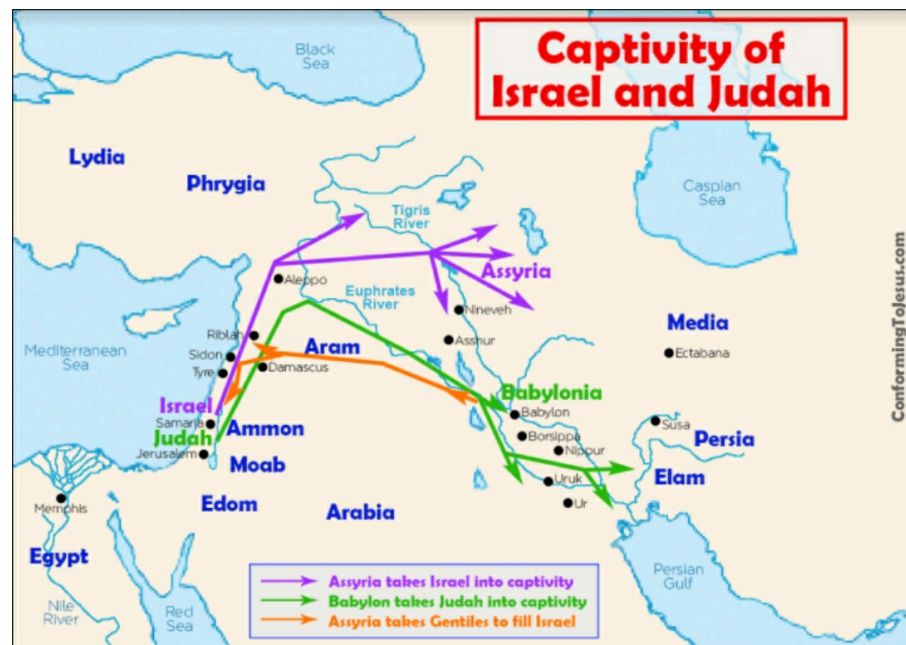 Captivity of
Israel and Judah
Black
Sea
Lydia
Phrygia
Caspian
Sea
Tigris
River
Assyria
Aleppo
Euphrates
River
Nineveh
Media
Riblah
Asshur
Aram
Ectabana
Mediterranean
Sea
Sidon
Tyre
Damascus
Babylonia
Israel
Babylon
Samaria
Ammon
Susa
Judah
Borsippa
Persia
Jerusalem
Nippur
Moab
Elam
Uruk
Memphis
Edom
Arabia
Ur
Egypt
Persian
Gulf
Nile
River
Red
Sea
Assyria takes Israel into captivity
Babylon takes Judah into captivity
Assyria takes Gentiles to fill Israel
ConformingToJesus.com